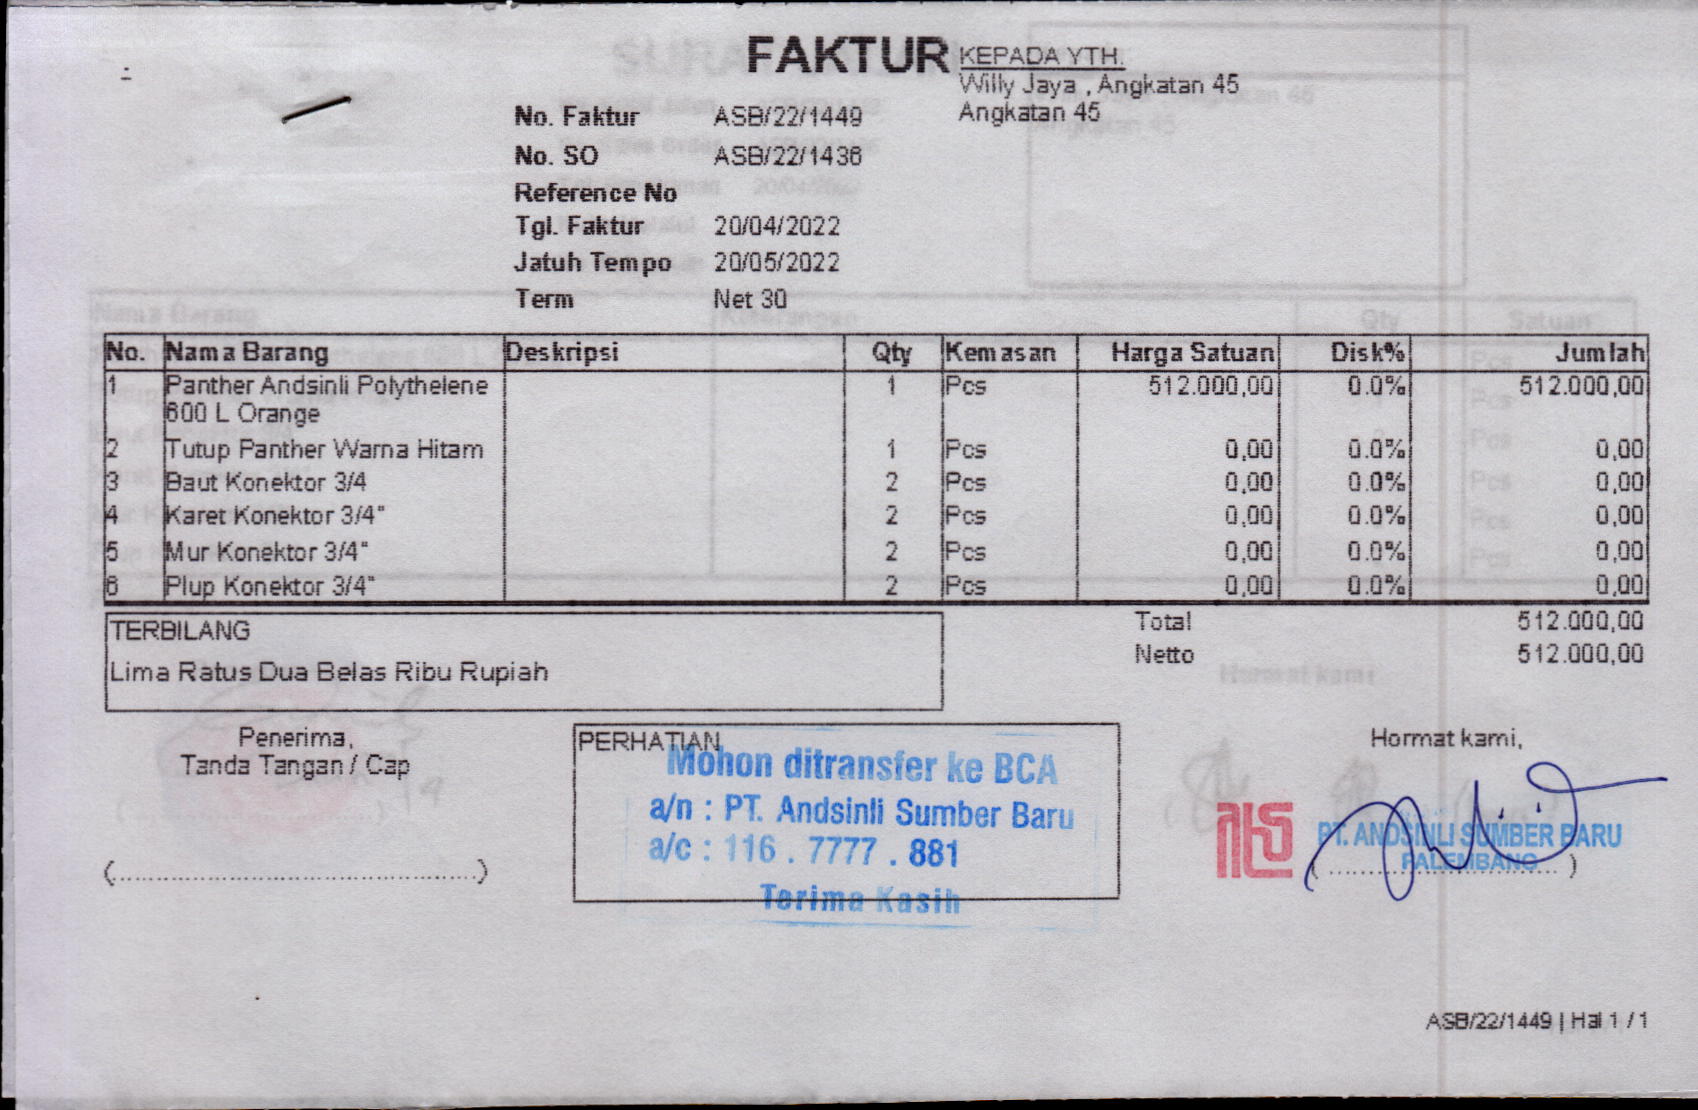 FAKTUR
KEPADA YTH.
Willy Jaya , Angkatan 45
Angkatan 45
No. Faktur ASB/22/1449
No. SO ASB/22/1436
Reference No
Tgl. Faktur 20/04/2022
Jatuh Tempo 20/05/2022
Term Net 30
No. Nama Barang Deskripsi Qty Kemasan Harga Satuan Disk% Jumlah
1 Panther Andsinli Polythelene 1 Pcs 512.000,00 0.0% 512.000,00
600 L Orange
2 Tutup Panther Warna Hitam 1 Pcs 0,00 0.0% 0,00
3 Baut Konektor 3/4 2 Pcs 0,00 0.0% 0,00
4 Karet Konektor 3/4" 2 Pcs 0,00 0.0% 0,00
5 Mur Konektor 3/4" 2 Pcs 0,00 0.0% 0,00
6 Plup Konektor 3/4" 2 Pcs 0,00 0.0% 0,00
Total 512.000,00
Netto 512.000,00
TERBILANG
Lima Ratus Dua Belas Ribu Rupiah
Penerima,
Tanda Tangan / Cap
(................................................)
PERHATIAN
Mohon ditransfer ke BCA
a/n : PT. Andsinli Sumber Baru
a/c : 116 . 7777 . 881
Terima Kasih
Hormat kami,
PT. ANDSINLI SUMBER BARU
PALEMBANG
ASB/22/1449 | Hal 1 / 1